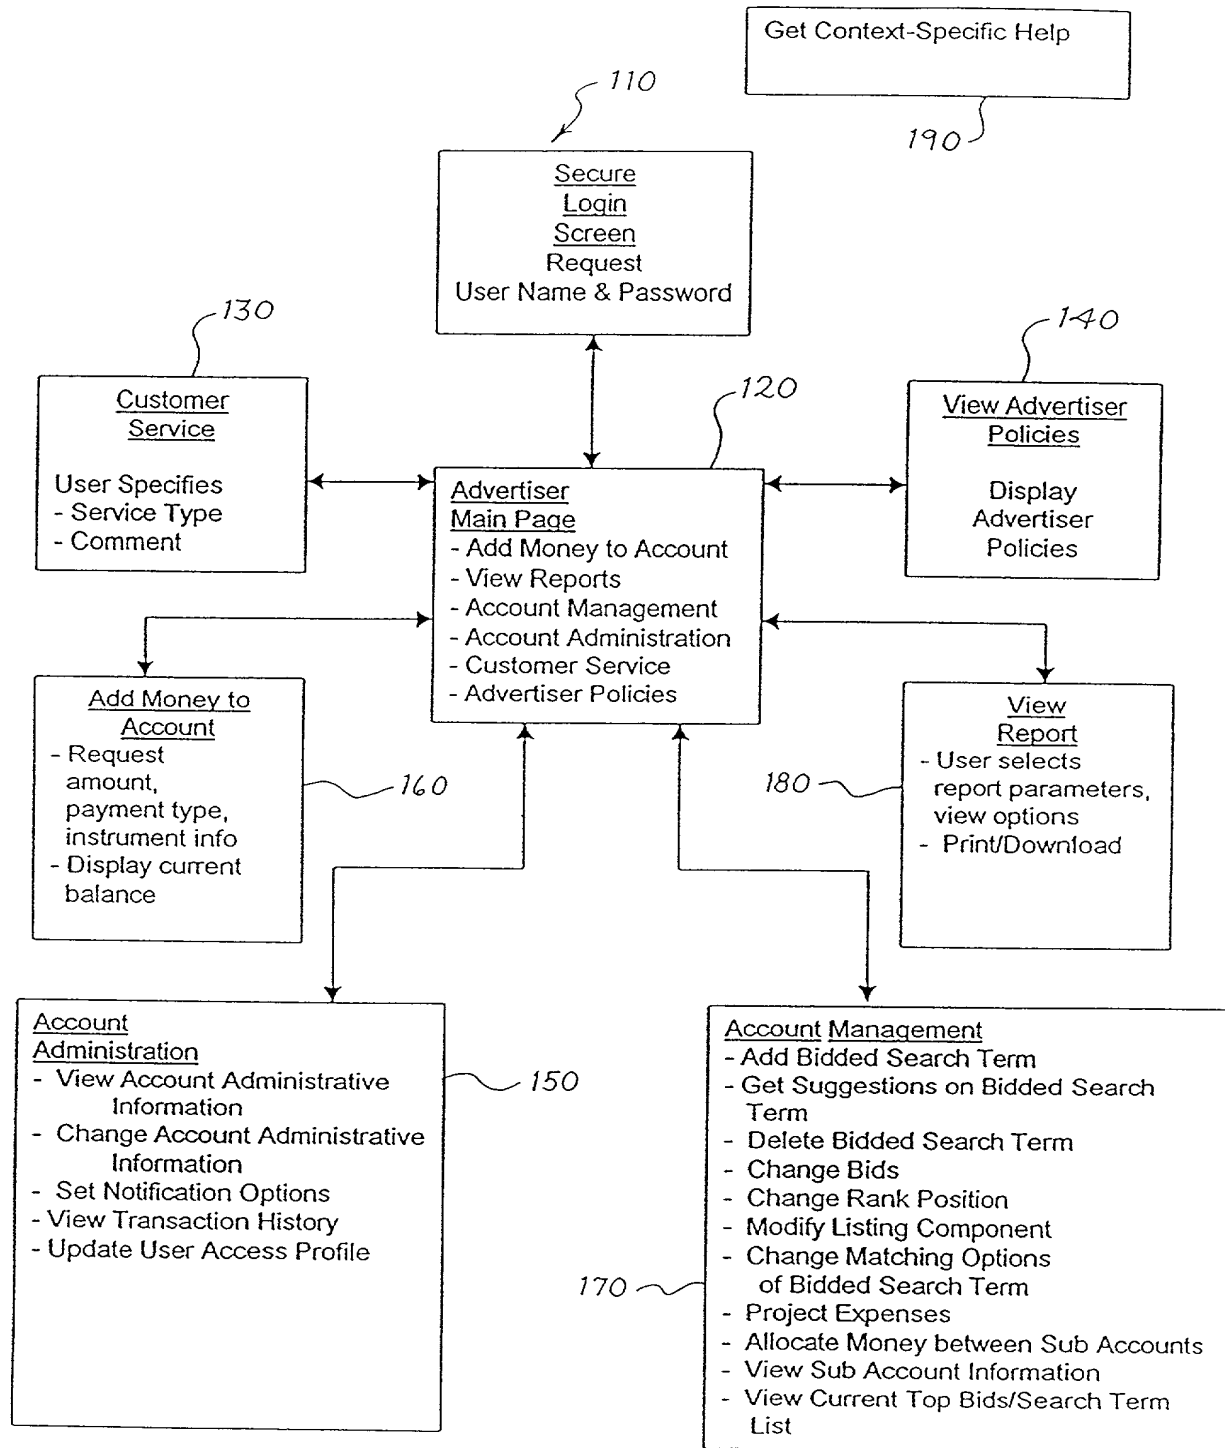 Get Context-Specific Help
190
110
Secure
Login
Screen
Request
User Name & Password
130
Customer
Service
User Specifies
- Service Type
- Comment
140
View Advertiser
Policies
Display
Advertiser
Policies
120
Advertiser
Main Page
- Add Money to Account
- View Reports
- Account Management
- Account Administration
- Customer Service
- Advertiser Policies
Add Money to
Account
- Request
amount,
payment type,
instrument info
- Display current
balance
160
180
View
Report
- User selects
report parameters,
view options
- Print/Download
Account
Administration
- View Account Administrative
Information
- Change Account Administrative
Information
- Set Notification Options
- View Transaction History
- Update User Access Profile
150
170
Account Management
- Add Bidded Search Term
- Get Suggestions on Bidded Search
Term
- Delete Bidded Search Term
- Change Bids
- Change Rank Position
- Modify Listing Component
- Change Matching Options
of Bidded Search Term
- Project Expenses
- Allocate Money between Sub Accounts
- View Sub Account Information
- View Current Top Bids/Search Term
List